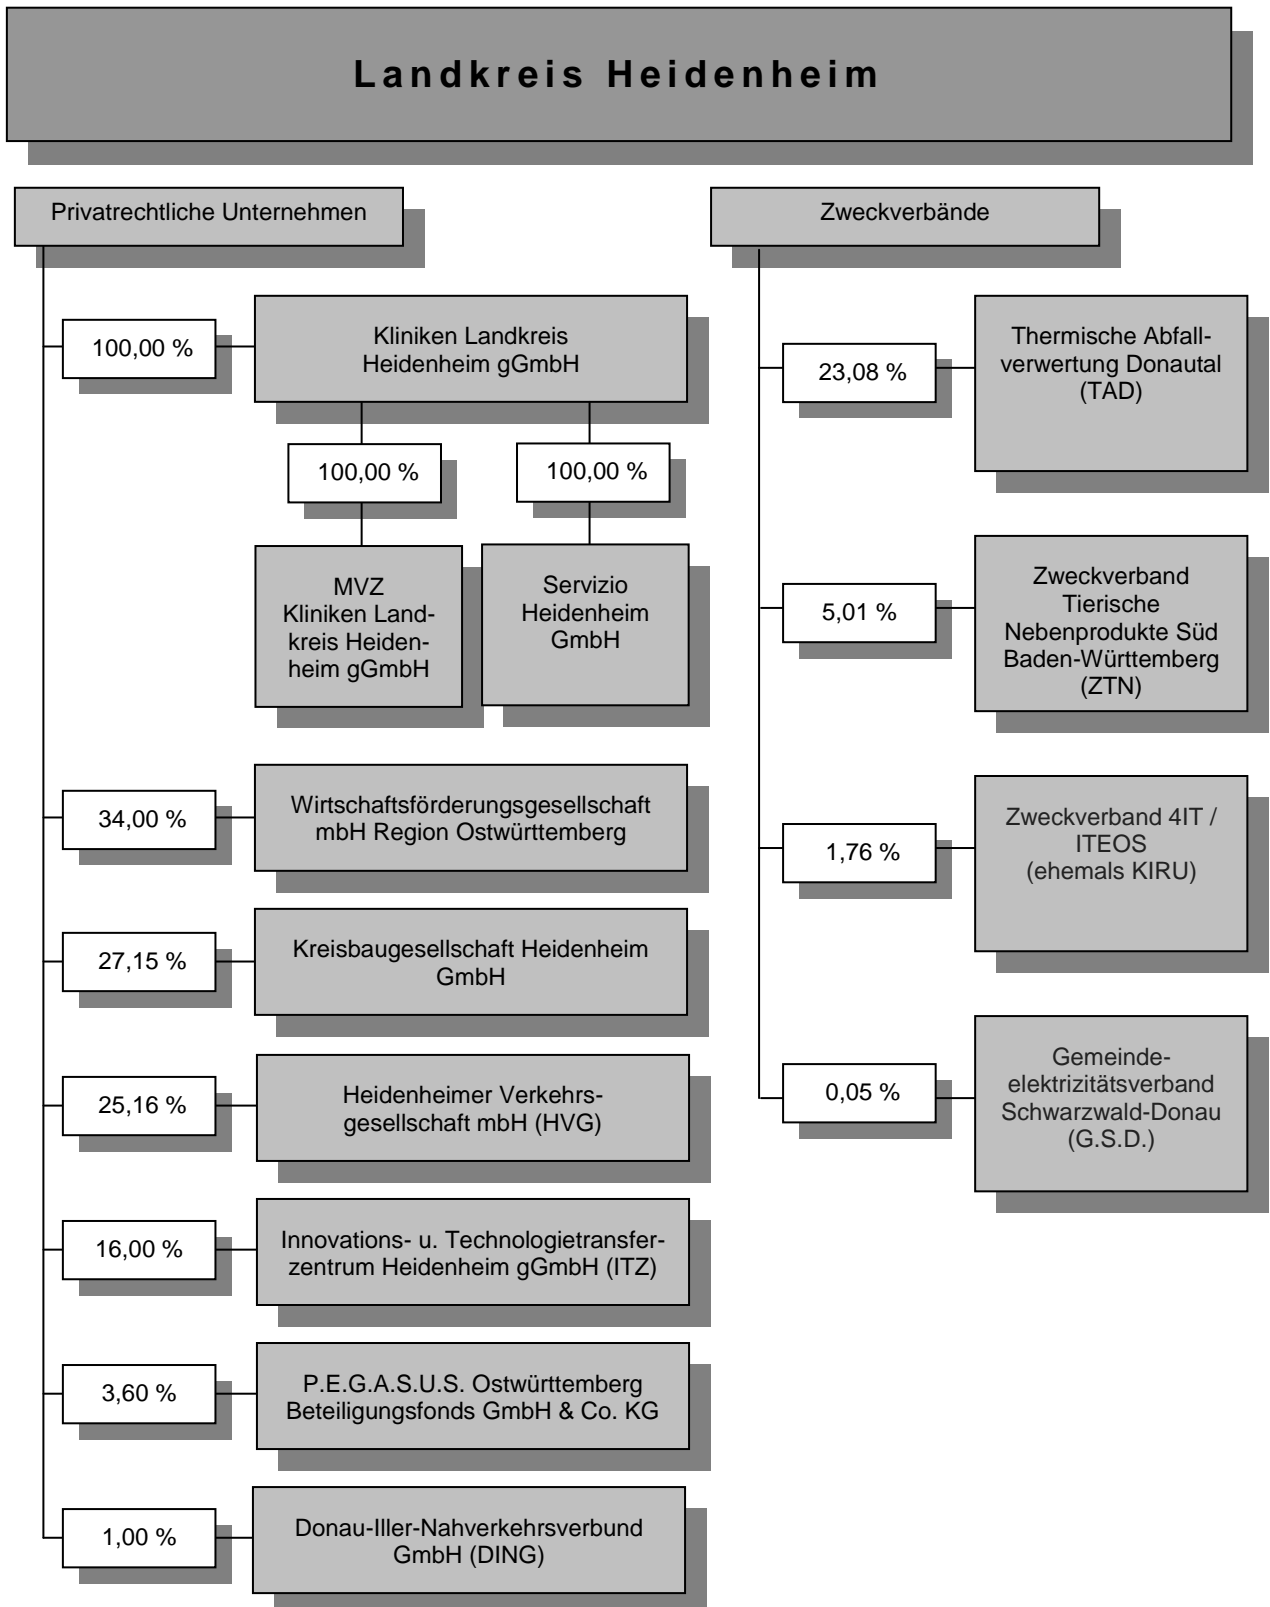 Landkreis Heidenheim
Privatrechtliche Unternehmen
100,00 %
Kliniken Landkreis
Heidenheim gGmbH
100,00 %
100,00 %
MVZ
Kliniken Land-
kreis Heiden-
heim gGmbH
Servizio
Heidenheim
GmbH
34,00 %
Wirtschaftsförderungsgesellschaft
mbH Region Ostwürttemberg
27,15 %
Kreisbaugesellschaft Heidenheim
GmbH
25,16 %
Heidenheimer Verkehrs-
gesellschaft mbH (HVG)
16,00 %
Innovations- u. Technologietransfer-
zentrum Heidenheim gGmbH (ITZ)
3,60 %
P.E.G.A.S.U.S. Ostwürttemberg
Beteiligungsfonds GmbH & Co. KG
1,00 %
Donau-Iller-Nahverkehrsverbund
GmbH (DING)
Zweckverbände
23,08 %
Thermische Abfall-
verwertung Donautal
(TAD)
5,01 %
Zweckverband
Tierische
Nebenprodukte Süd
Baden-Württemberg
(ZTN)
1,76 %
Zweckverband 4IT /
ITEOS
(ehemals KIRU)
0,05 %
Gemeinde-
elektrizitätsverband
Schwarzwald-Donau
(G.S.D.)